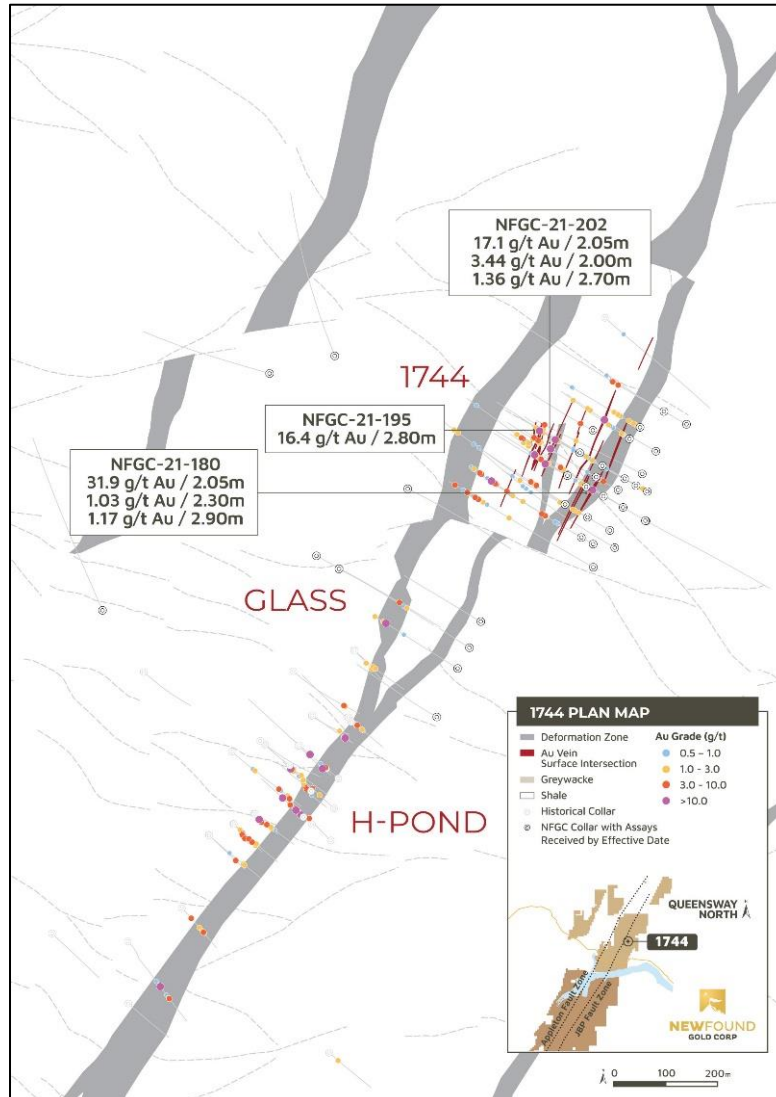 NFGC-21-202
17.1 g/t Au / 2.05m
3.44 g/t Au / 2.00m
1.36 g/t Au / 2.70m
1744
NFGC-21-195
16.4 g/t Au / 2.80m
NFGC-21-180
31.9 g/t Au / 2.05m
1.03 g/t Au / 2.30m
1.17 g/t Au / 2.90m
GLASS
H-POND
1744 PLAN MAP
Deformation Zone
Au Vein
Surface Intersection
Greywacke
Shale
Historical Collar
NFGC Collar with Assays
Received by Effective Date
Au Grade (g/t)
0.5 – 1.0
1.0 - 3.0
3.0 - 10.0
>10.0
QUEENSWAY
NORTH
1744
Appleton Fault Zone
JBP Fault Zone
NEWFOUND
GOLD CORP
0 100 200m